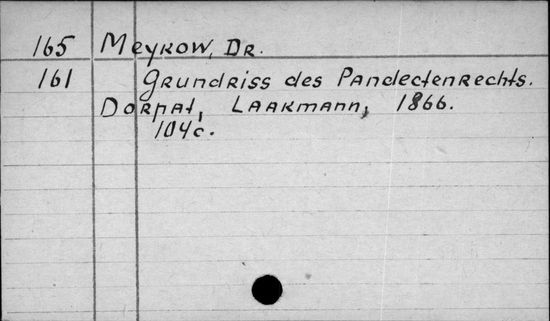 165 Meykow, Dr.
161 Grundriss des Pandectenrechts.
Dorpat, Laakmann, 1866.
104c.